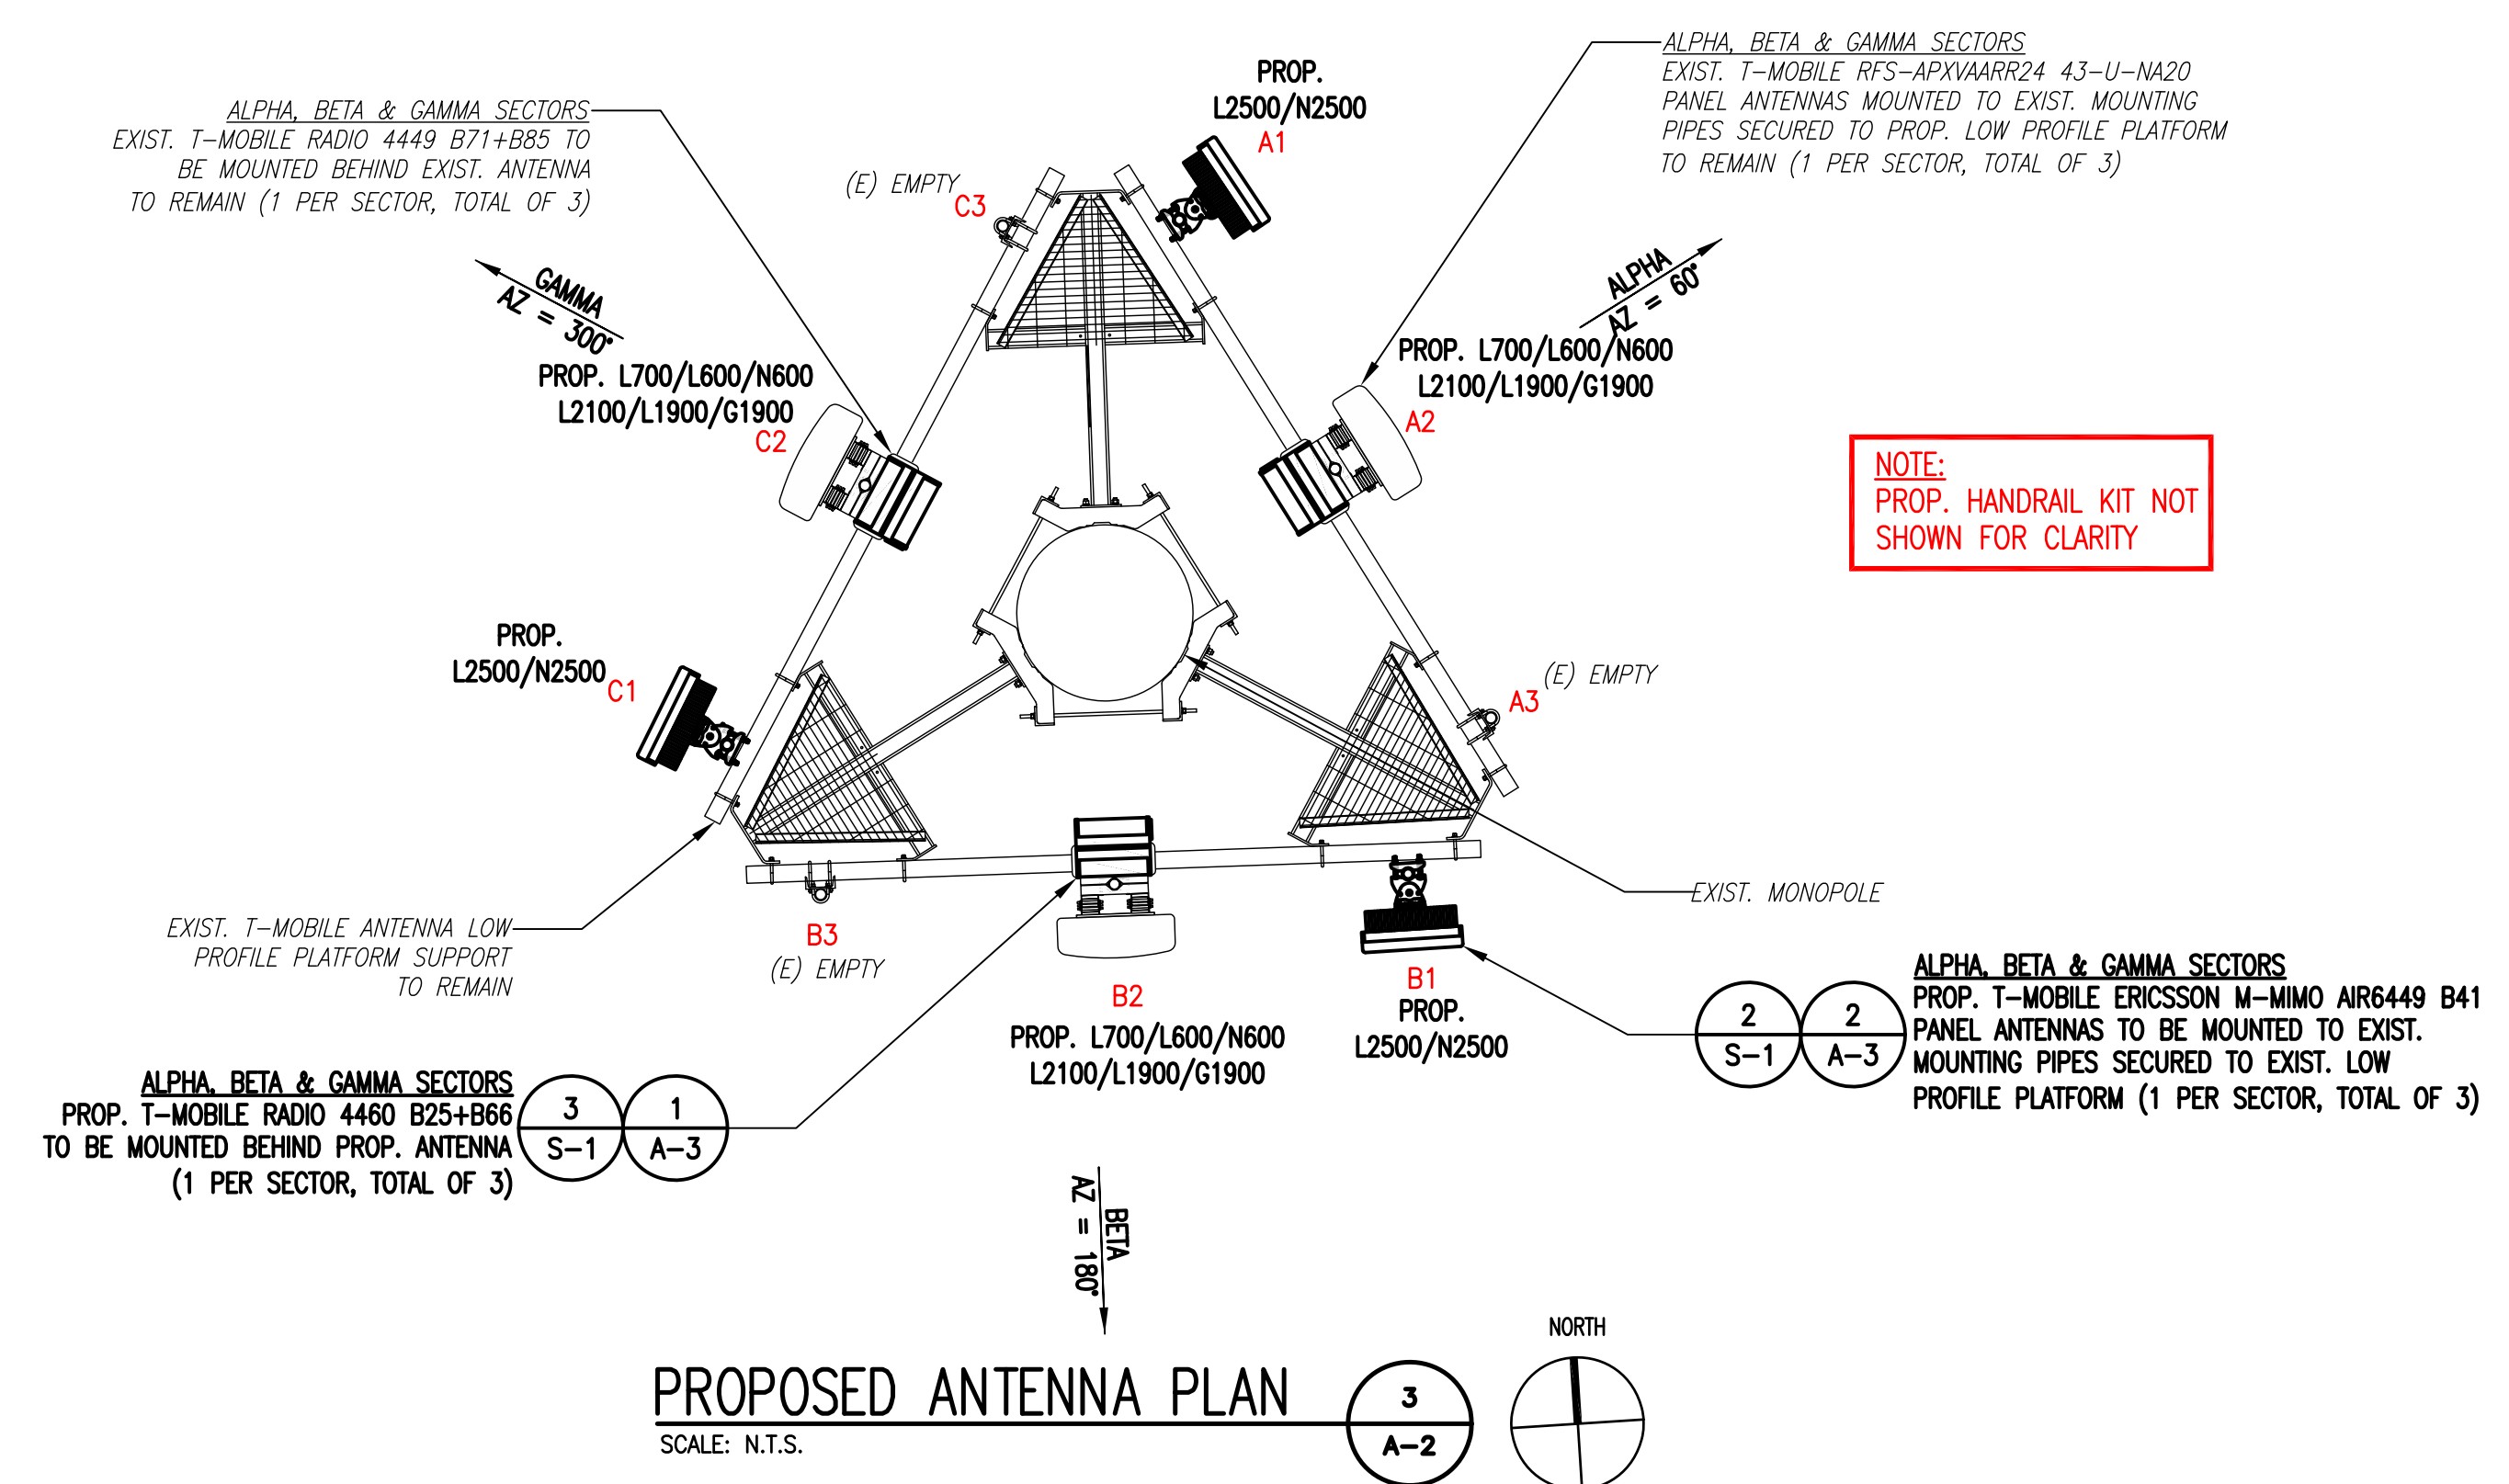 ALPHA, BETA & GAMMA SECTORS
EXIST. T-MOBILE RADIO 4449 B71+B85 TO
BE MOUNTED BEHIND EXIST. ANTENNA
TO REMAIN (1 PER SECTOR, TOTAL OF 3)
PROP.
L2500/N2500
A1
(E) EMPTY
C3
ALPHA, BETA & GAMMA SECTORS
EXIST. T-MOBILE RFS-APXVAARR24 43-U-NA20
PANEL ANTENNAS MOUNTED TO EXIST. MOUNTING
PIPES SECURED TO PROP. LOW PROFILE PLATFORM
TO REMAIN (1 PER SECTOR, TOTAL OF 3)
GAMMA
AZ = 300°
ALPHA
AZ = 60°
PROP. L700/L600/N600
L2100/L1900/G1900
C2
PROP. L700/L600/N600
L2100/L1900/G1900
A2
NOTE:
PROP. HANDRAIL KIT NOT
SHOWN FOR CLARITY
PROP.
L2500/N2500
C1
(E) EMPTY
A3
EXIST. MONOPOLE
EXIST. T-MOBILE ANTENNA LOW
PROFILE PLATFORM SUPPORT
TO REMAIN
B3
(E) EMPTY
B2
PROP. L700/L600/N600
L2100/L1900/G1900
B1
PROP.
L2500/N2500
2
S-1
2
A-3
ALPHA, BETA & GAMMA SECTORS
PROP. T-MOBILE ERICSSON M-MIMO AIR6449 B41
PANEL ANTENNAS TO BE MOUNTED TO EXIST.
MOUNTING PIPES SECURED TO EXIST. LOW
PROFILE PLATFORM (1 PER SECTOR, TOTAL OF 3)
ALPHA, BETA & GAMMA SECTORS
PROP. T-MOBILE RADIO 4460 B25+B66
TO BE MOUNTED BEHIND PROP. ANTENNA
(1 PER SECTOR, TOTAL OF 3)
3
S-1
1
A-3
BETA
AZ = 180°
PROPOSED ANTENNA PLAN
SCALE: N.T.S.
3
A-2
NORTH